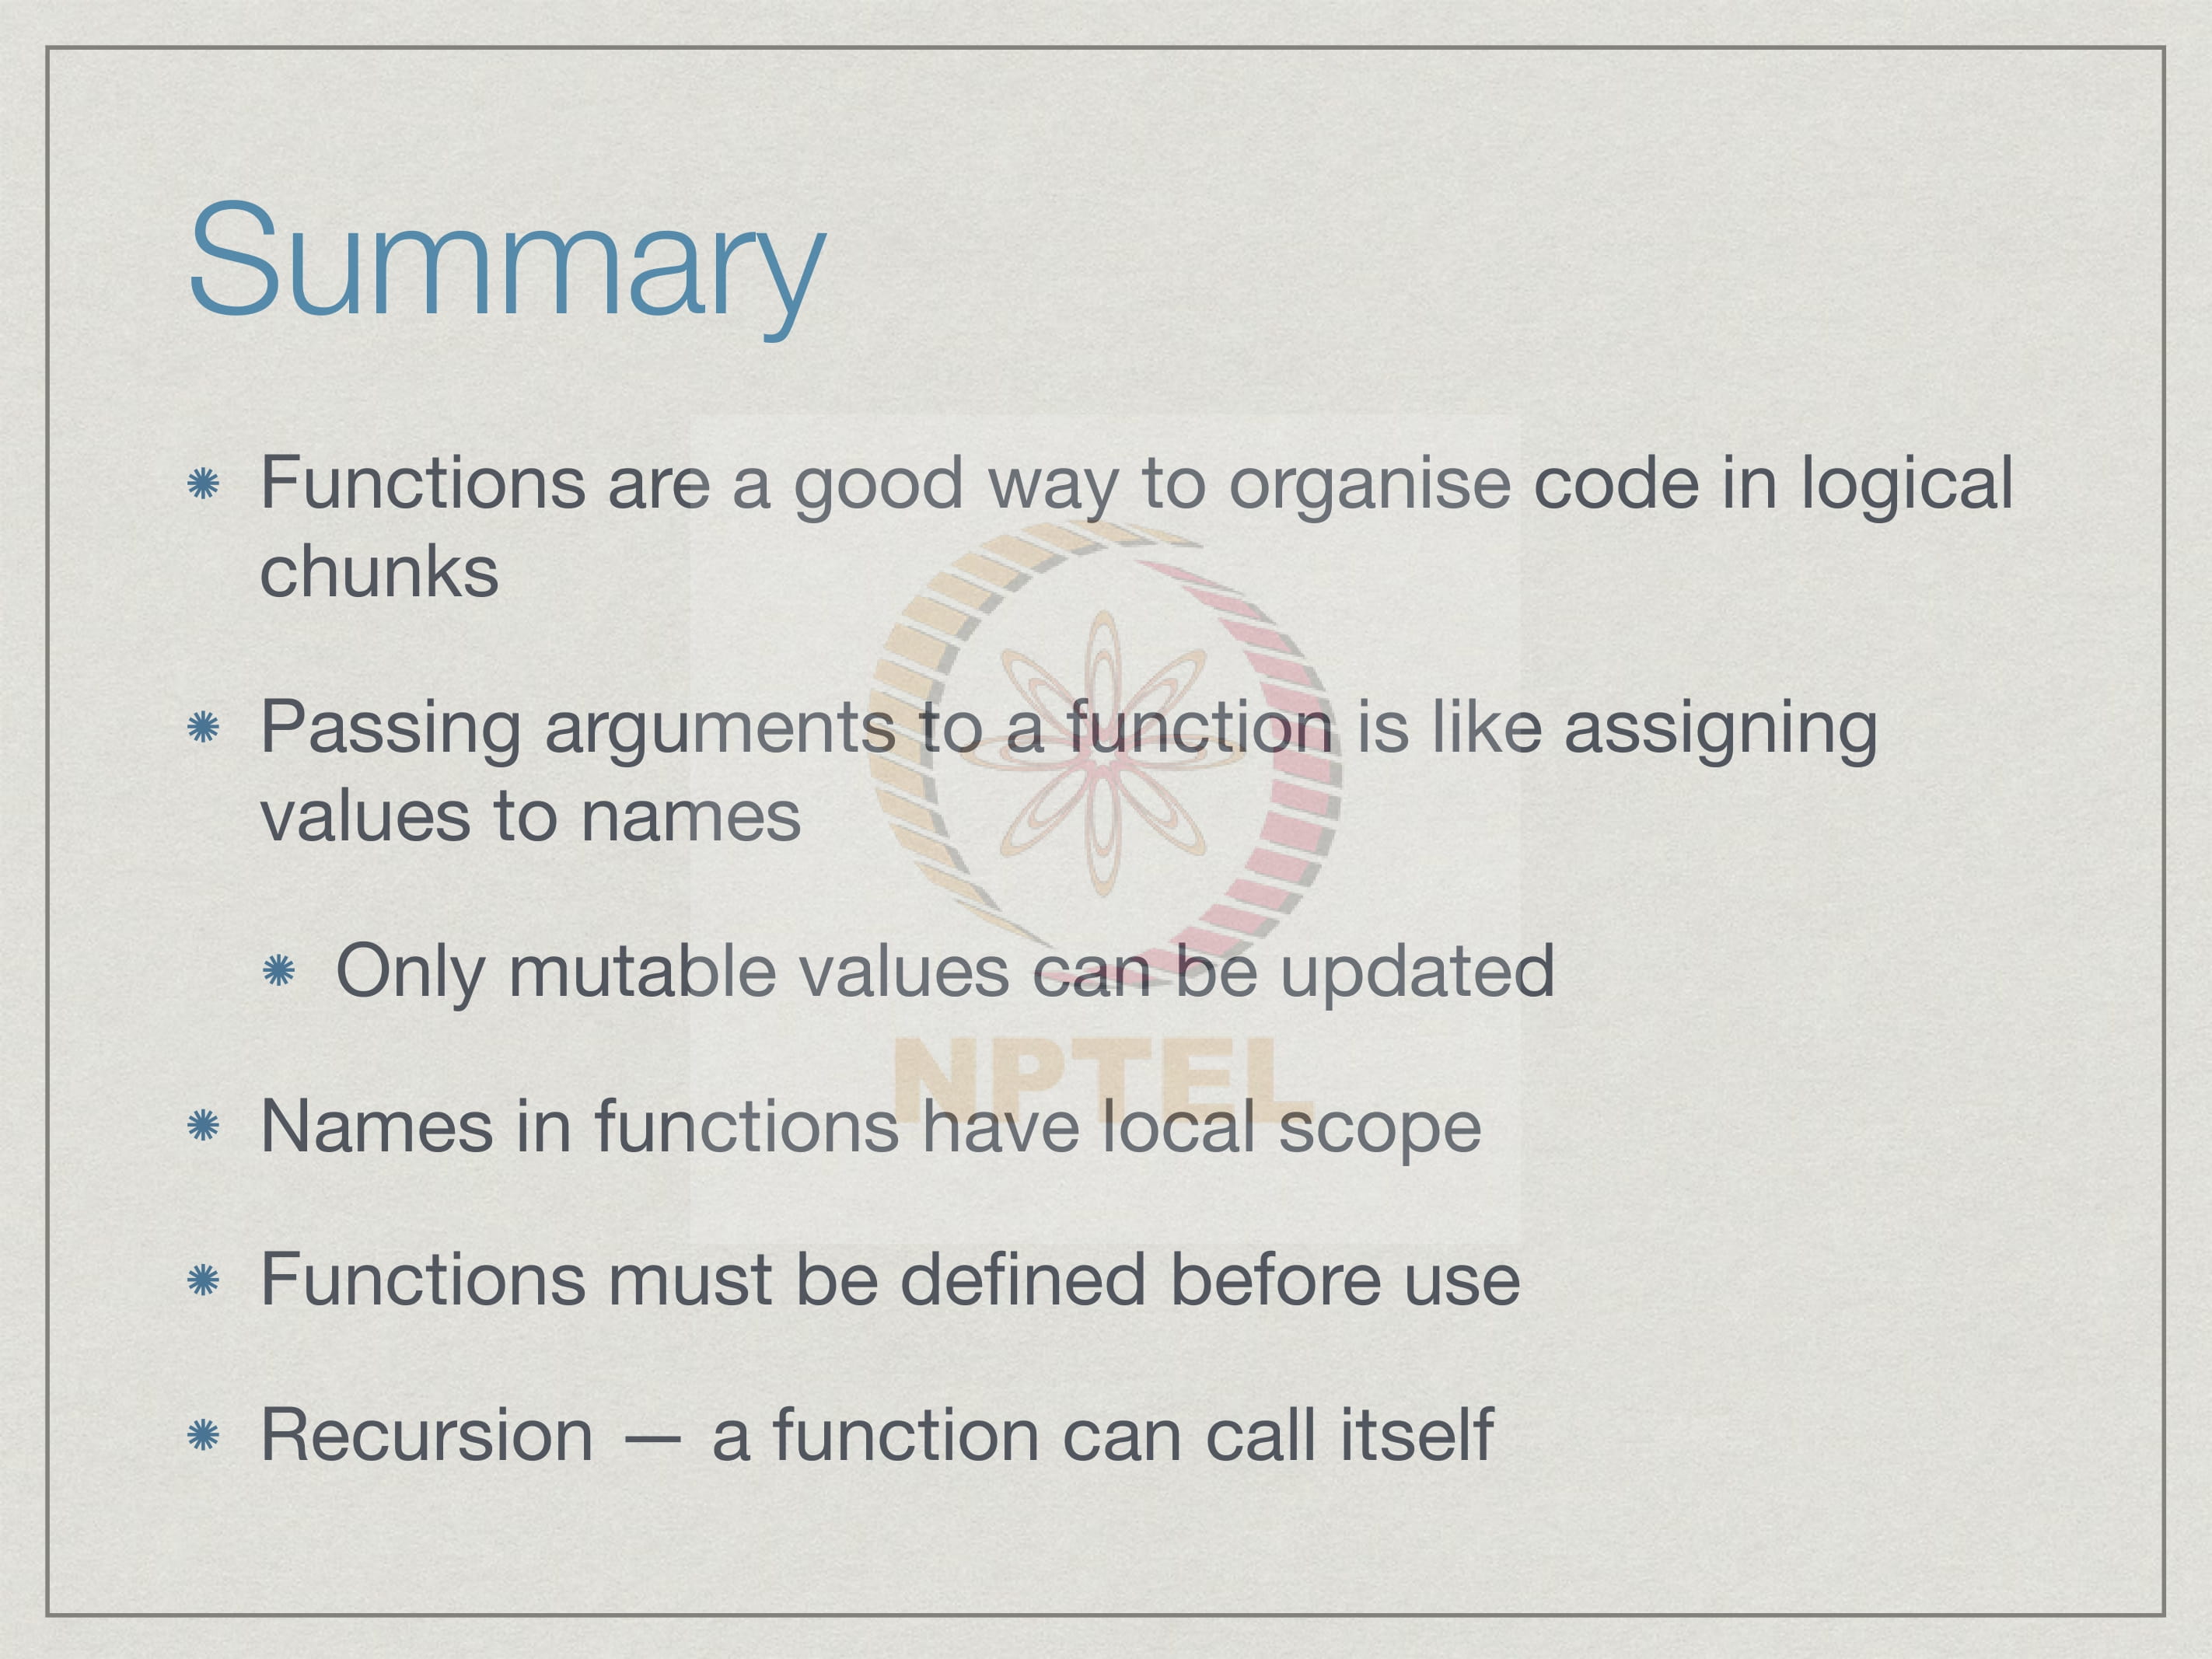 Summary
Functions are a good way to organise code in logical
chunks
Passing arguments to a function is like assigning
values to names
Only mutable values can be updated
NPTEL
Names in functions have local scope
Functions must be defined before use
Recursion — a function can call itself